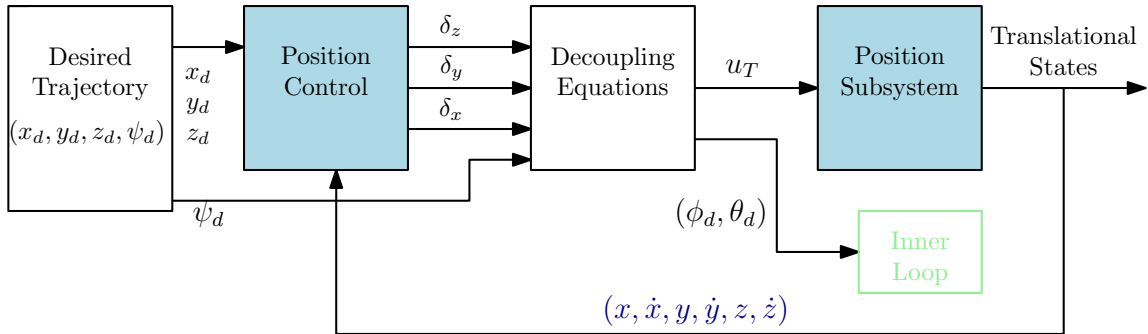 Desired
Trajectory
(x_d, y_d, z_d, ψ_d)
x_d
y_d
z_d
ψ_d
Position
Control
δ_z
δ_y
δ_x
Decoupling
Equations
u_T
(ϕ_d, θ_d)
Position
Subsystem
Translational
States
Inner
Loop
(x, ẋ, y, ẏ, z, ż)